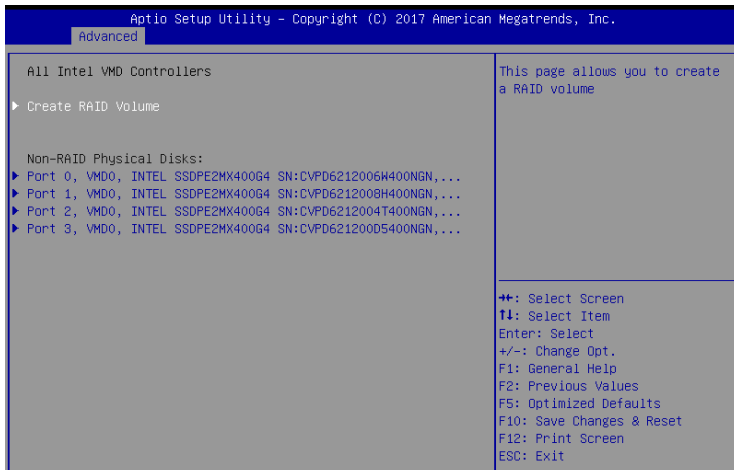 Aptio Setup Utility – Copyright (C) 2017 American Megatrends, Inc.
Advanced
All Intel VMD Controllers
Create RAID Volume
Non-RAID Physical Disks:
Port 0, VMD0, INTEL SSDPE2MX400G4 SN:CVPD6212006W400NGN,...
Port 1, VMD0, INTEL SSDPE2MX400G4 SN:CVPD6212008H400NGN,...
Port 2, VMD0, INTEL SSDPE2MX400G4 SN:CVPD6212004T400NGN,...
Port 3, VMD0, INTEL SSDPE2MX400G4 SN:CVPD621200D5400NGN,...
This page allows you to create
a RAID volume
→←: Select Screen
↑↓: Select Item
Enter: Select
+/-: Change Opt.
F1: General Help
F2: Previous Values
F5: Optimized Defaults
F10: Save Changes & Reset
F12: Print Screen
ESC: Exit